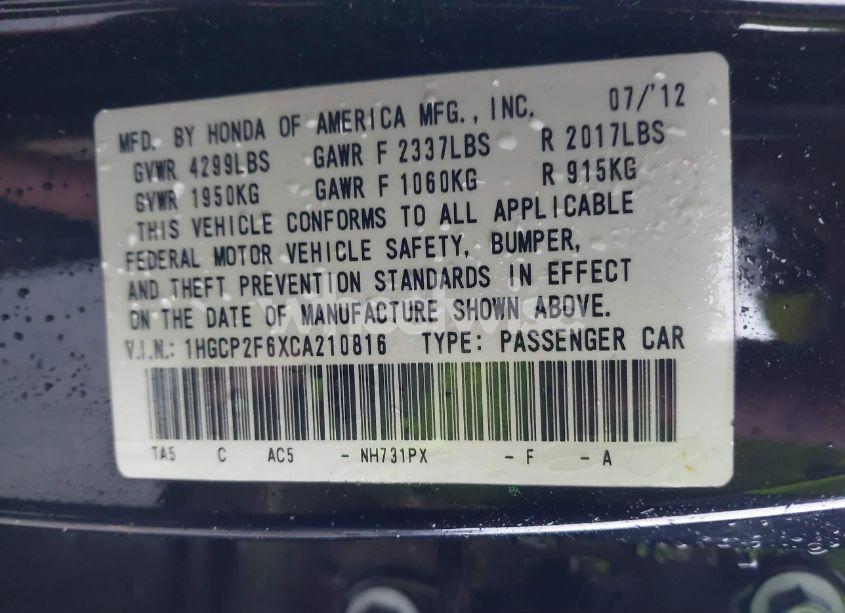 MFD. BY HONDA OF AMERICA MFG., INC. 07/'12
GVWR 4299LBS GAWR F 2337LBS R 2017LBS
GVWR 1950KG GAWR F 1060KG R 915KG
THIS VEHICLE CONFORMS TO ALL APPLICABLE
FEDERAL MOTOR VEHICLE SAFETY, BUMPER,
AND THEFT PREVENTION STANDARDS IN EFFECT
ON THE DATE OF MANUFACTURE SHOWN ABOVE.
V.I.N.: 1HGCP2F6XCA210816 TYPE: PASSENGER CAR
TA5 C AC5 - NH731PX - F - A